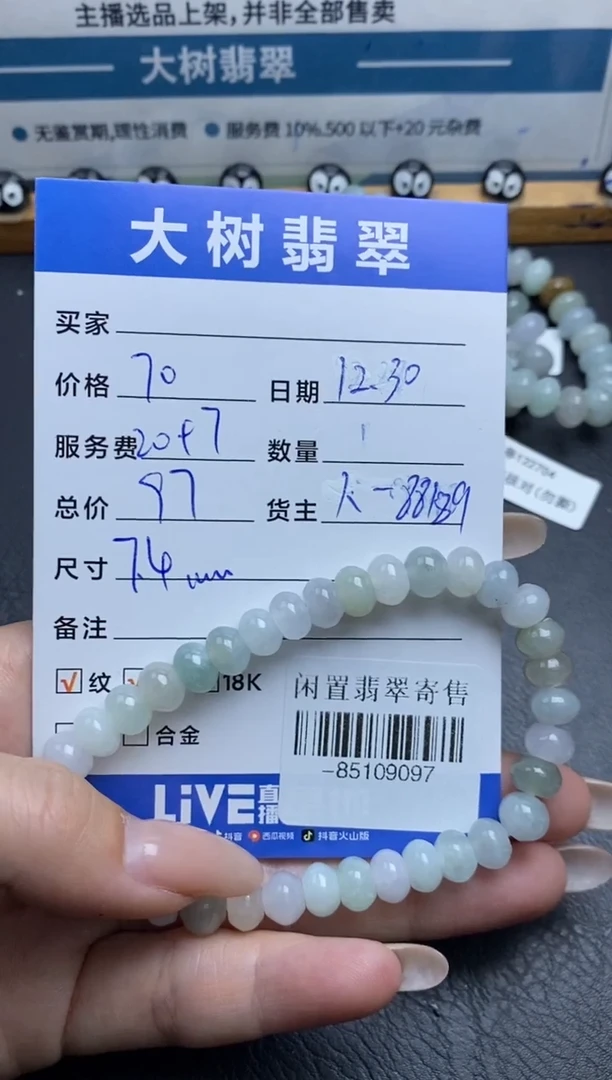 主播选品上架,并非全部售卖
大树翡翠
● 无鉴赏期,理性消费 ● 服务费 10%.500 以下+20 元杂费
大树翡翠
买家
价格 70 日期 12.30
服务费 20+7 数量 1
总价 97 货主
尺寸 7.4mm
备注
纹 18K
合金
闲置翡翠寄售
-85109097
LiVE 直播
抖音 西瓜视频 抖音火山版
122704